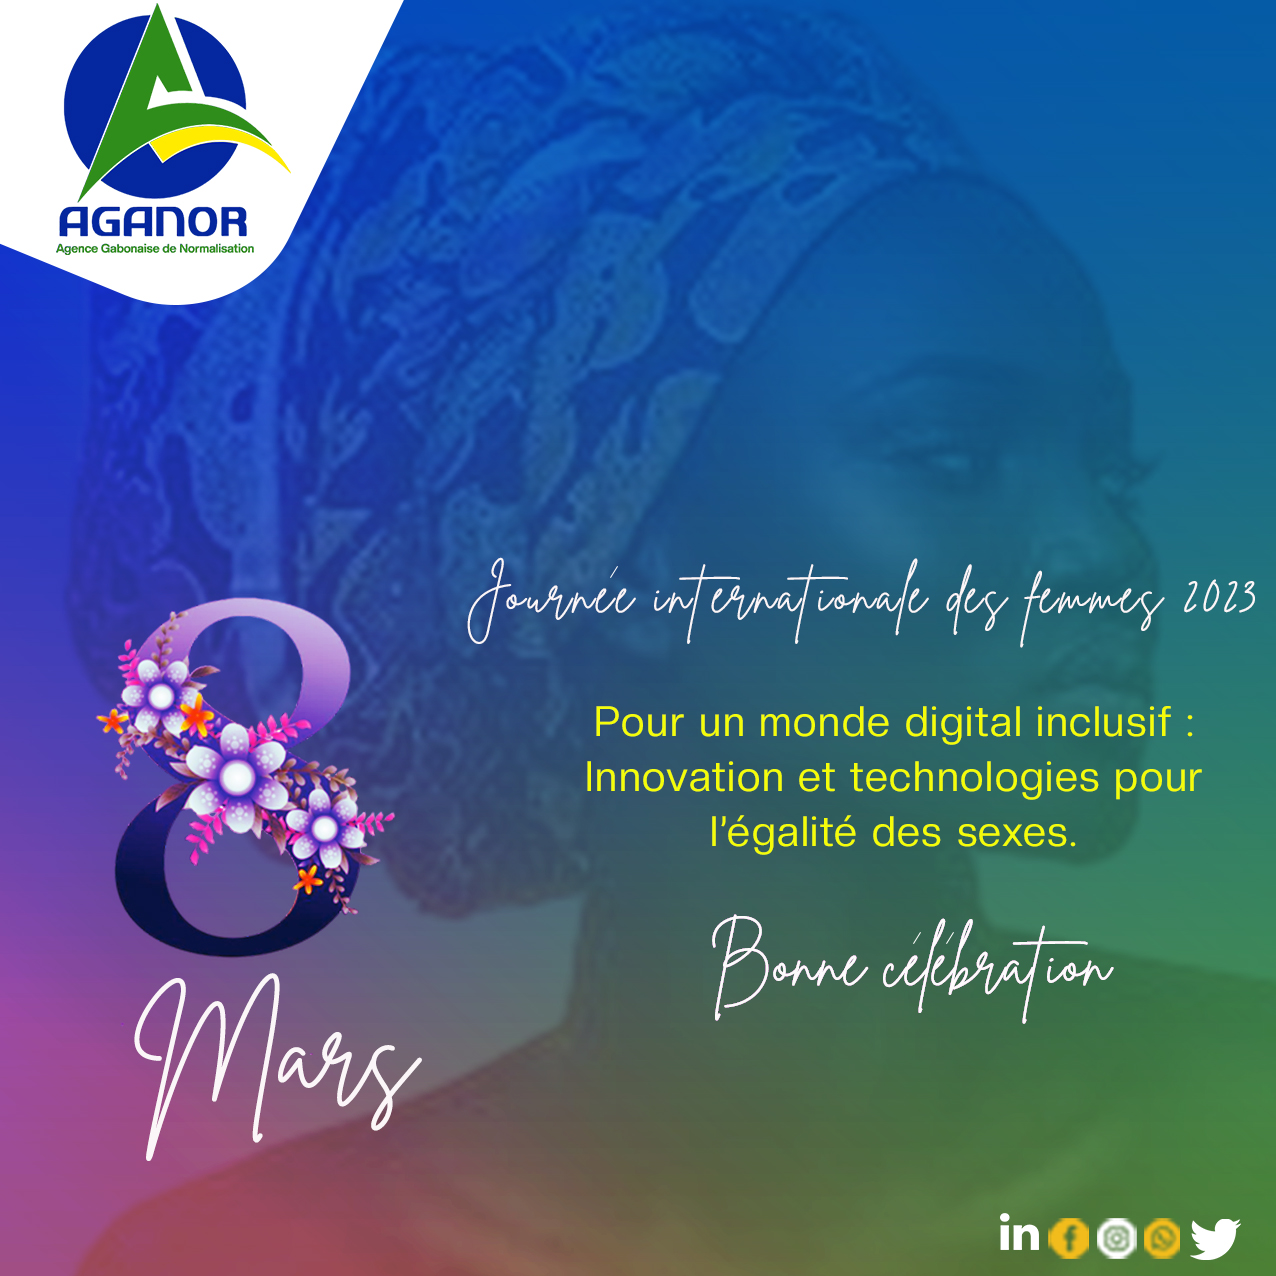 AGANOR
Agence Gabonaise de Normalisation
Journée internationale des femmes 2023
8
Pour un monde digital inclusif :
Innovation et technologies pour
l'égalité des sexes.
Bonne célébration
Mars
in